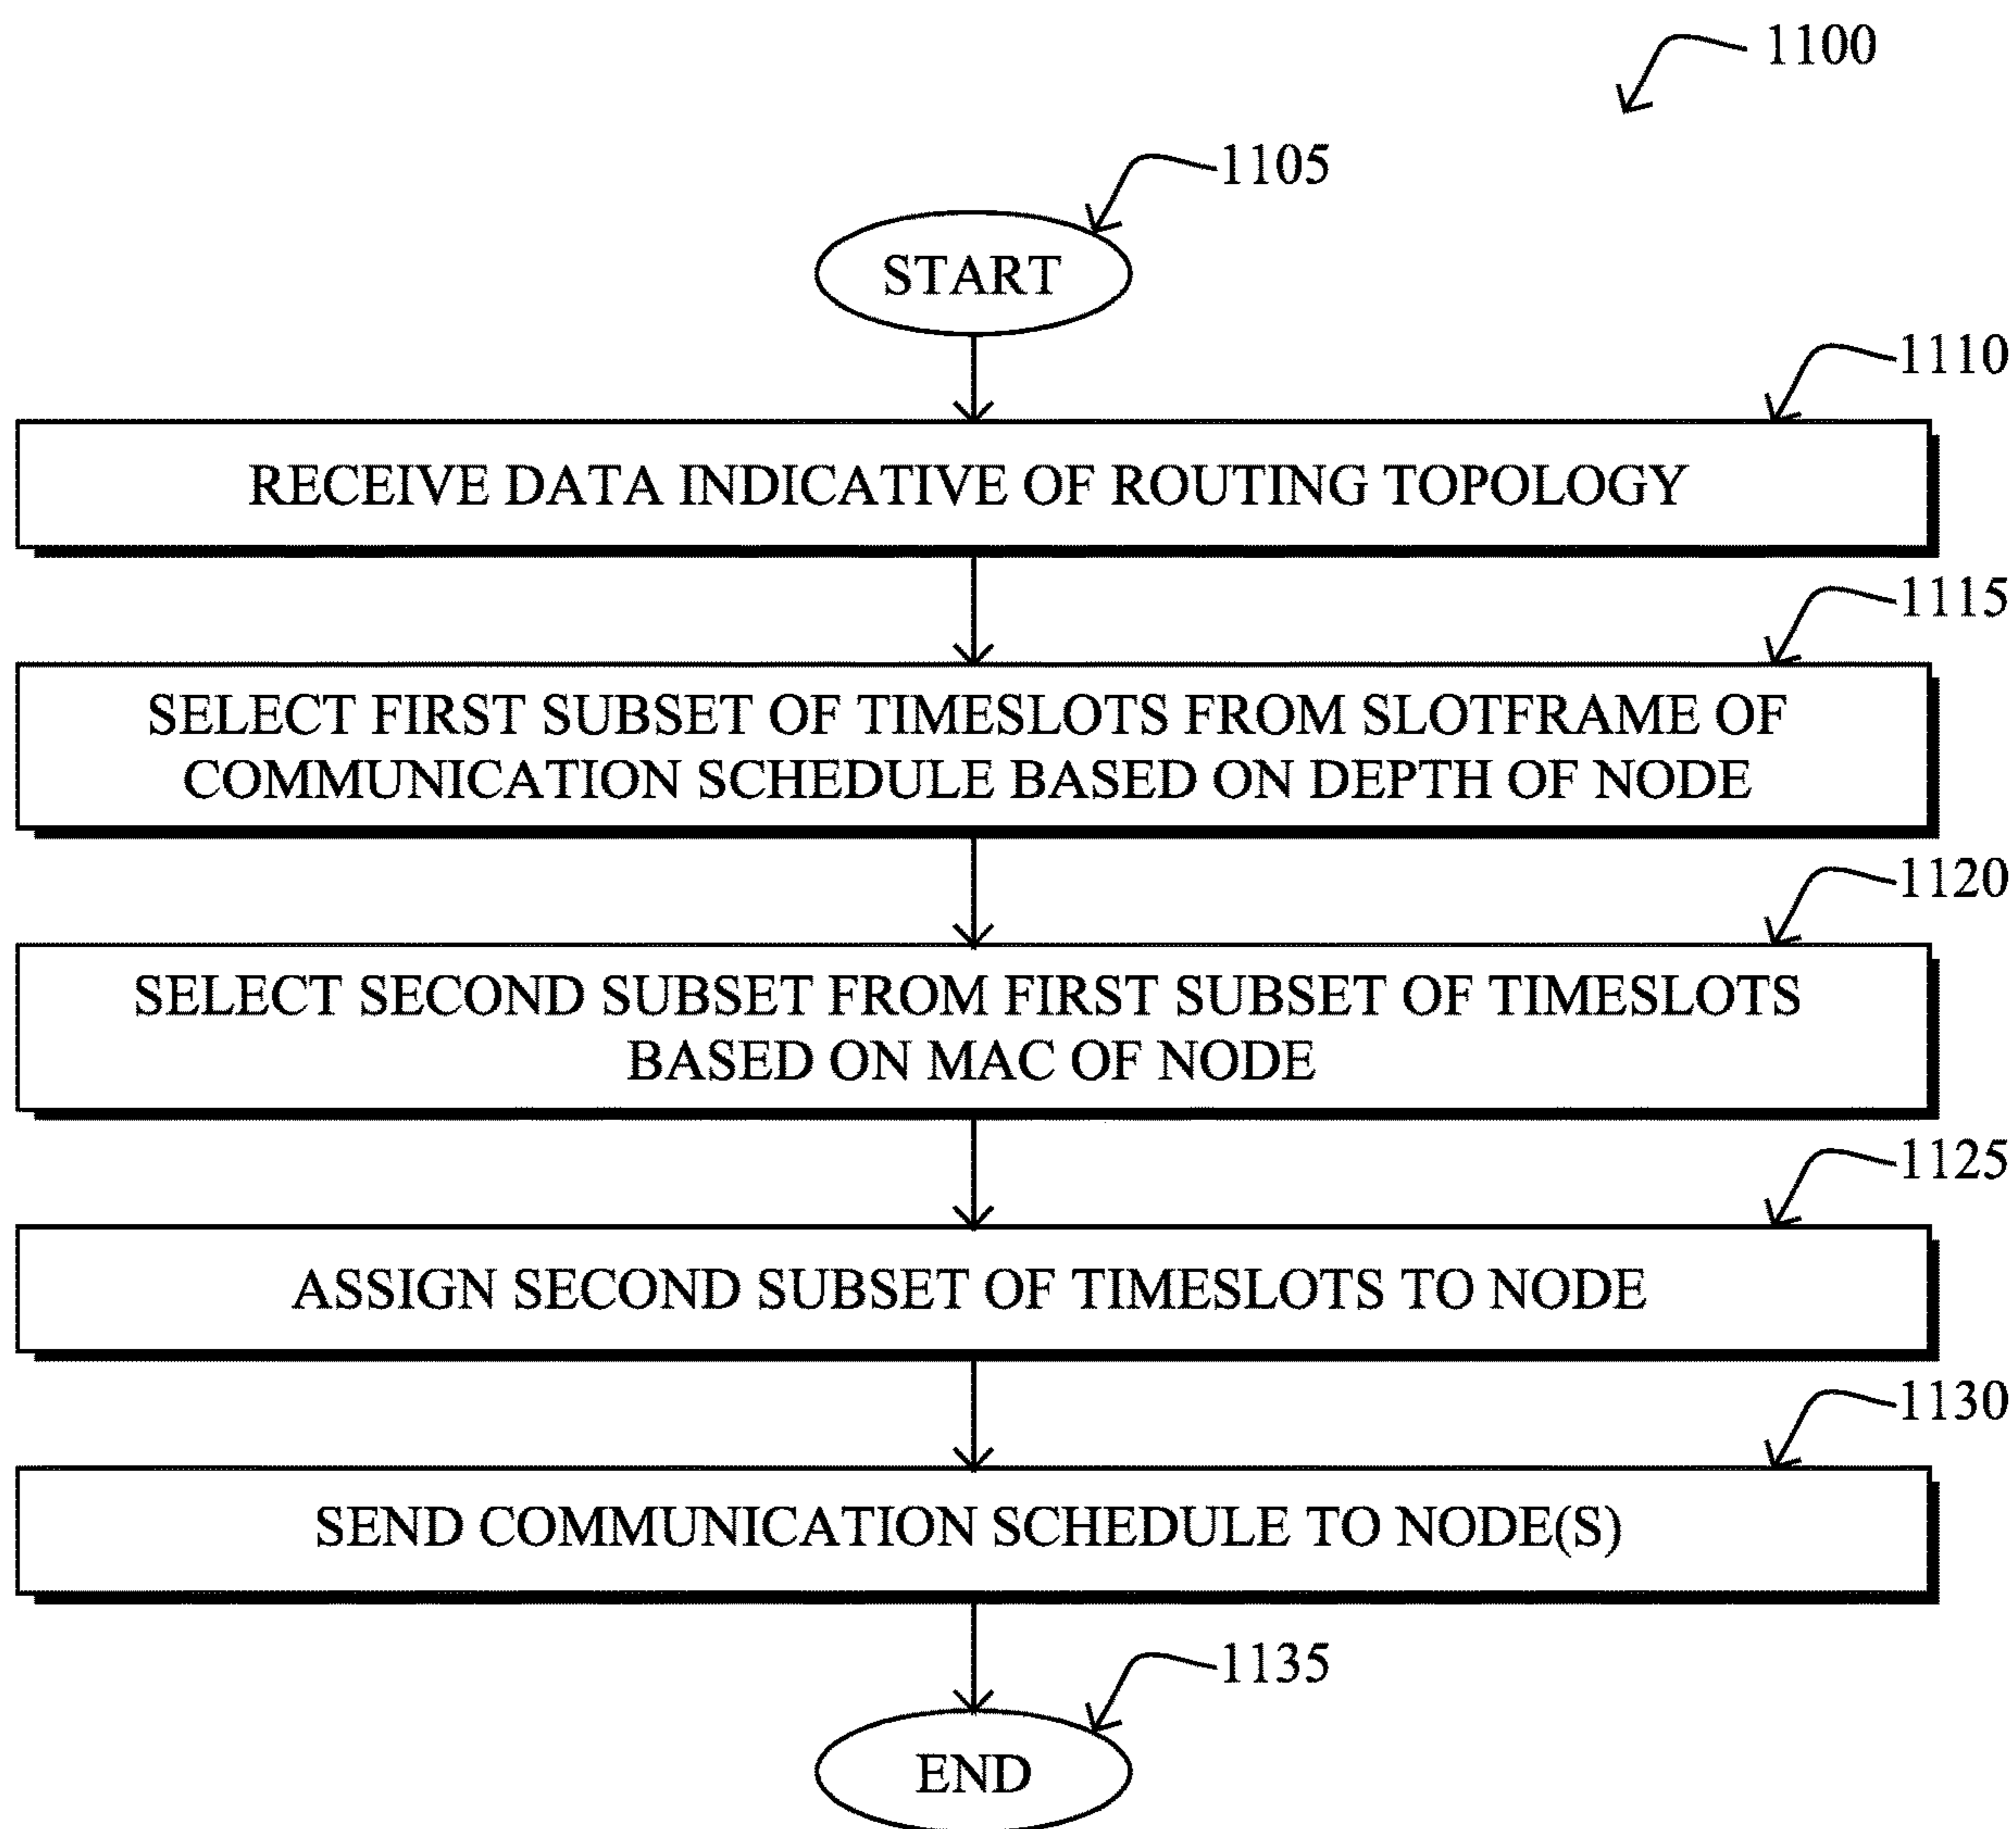 1100
1105
START
1110
RECEIVE DATA INDICATIVE OF ROUTING TOPOLOGY
1115
SELECT FIRST SUBSET OF TIMESLOTS FROM SLOTFRAME OF
COMMUNICATION SCHEDULE BASED ON DEPTH OF NODE
1120
SELECT SECOND SUBSET FROM FIRST SUBSET OF TIMESLOTS
BASED ON MAC OF NODE
1125
ASSIGN SECOND SUBSET OF TIMESLOTS TO NODE
1130
SEND COMMUNICATION SCHEDULE TO NODE(S)
1135
END